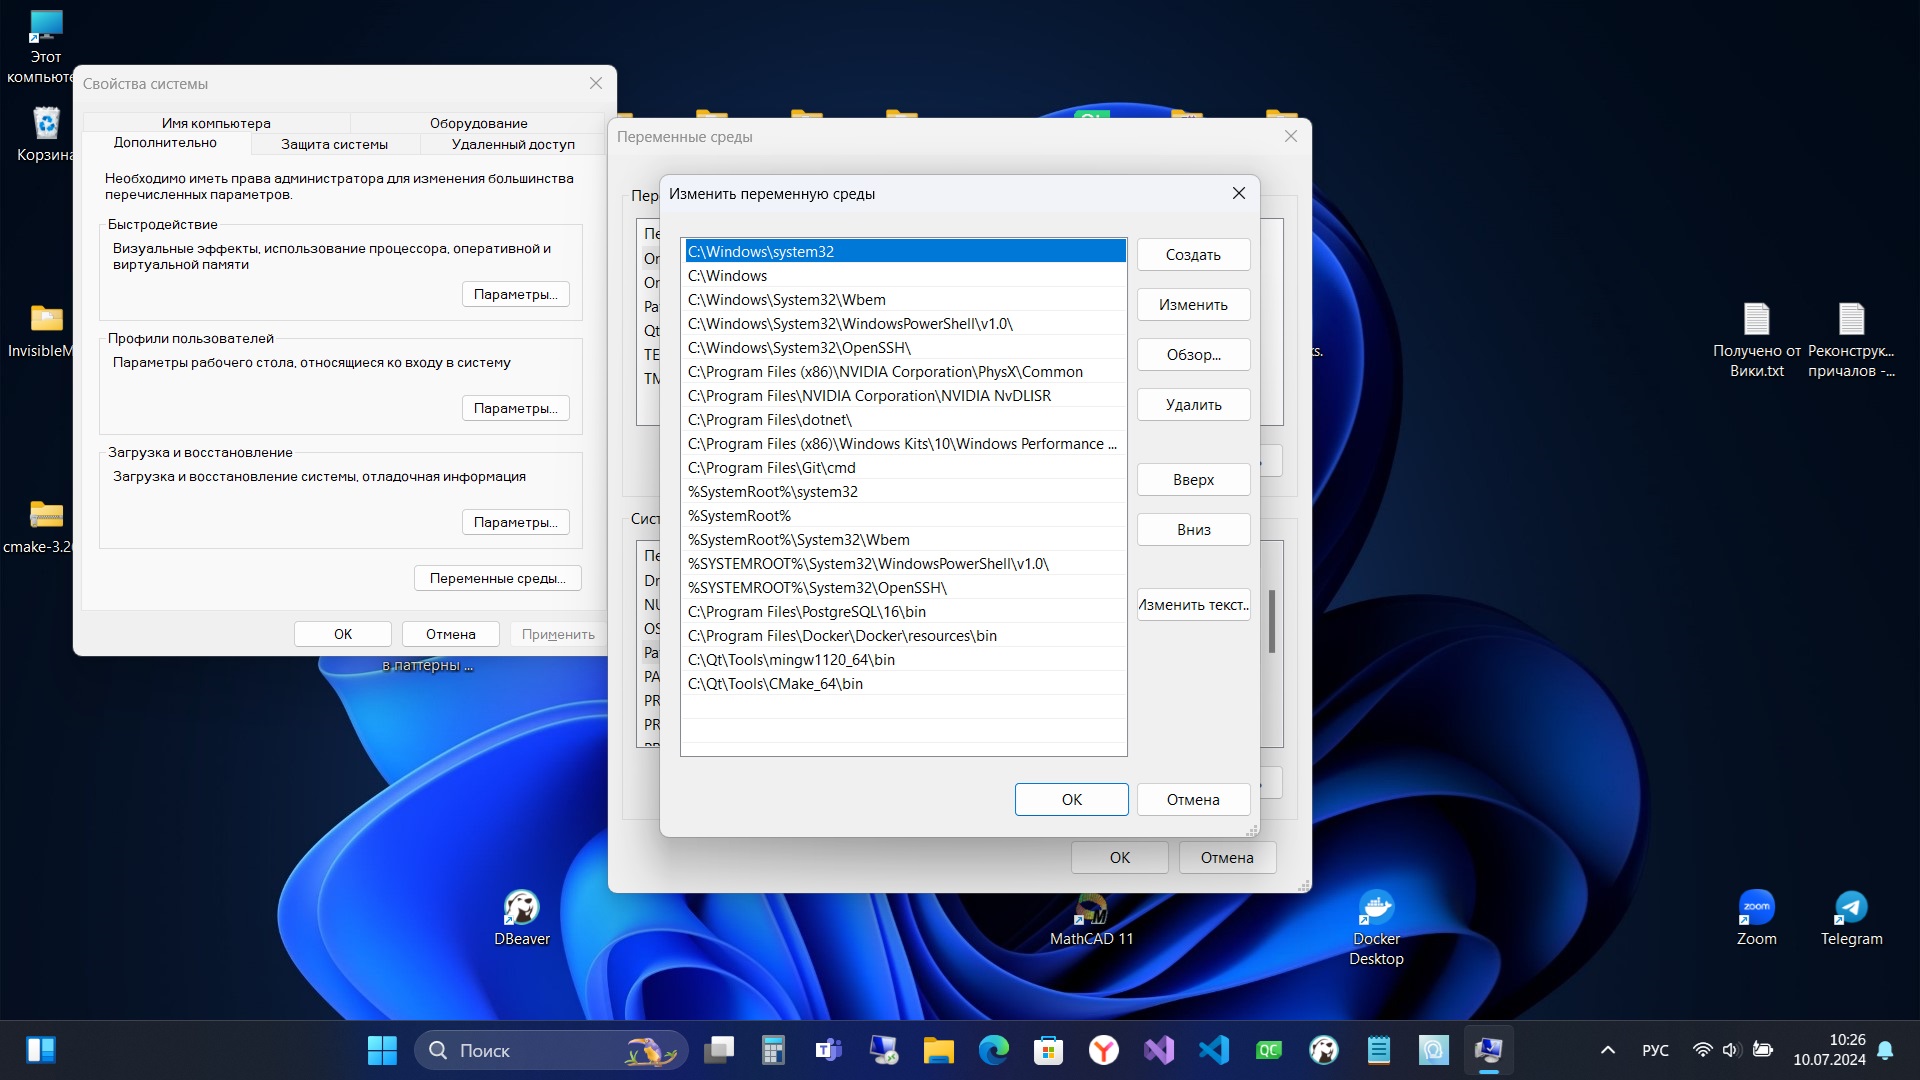 Этот
компьюте
Корзина
InvisibleM
cmake-3.2
Свойства системы
Имя компьютера
Оборудование
Дополнительно
Защита системы
Удаленный доступ
Необходимо иметь права администратора для изменения большинства
перечисленных параметров.
Быстродействие
Визуальные эффекты, использование процессора, оперативной и
виртуальной памяти
Параметры...
Профили пользователей
Параметры рабочего стола, относящиеся ко входу в систему
Параметры...
Загрузка и восстановление
Загрузка и восстановление системы, отладочная информация
Параметры...
Переменные среды...
ОК
Отмена
Применить
в паттерны ...
Переменные среды
Пер
Пе
Or
Or
Pa
Qt
TE
TM
Сист
Пе
Dr
NU
OS
Pa
PA
PR
PR
ОК
Отмена
Изменить переменную среды
C:\Windows\system32
C:\Windows
C:\Windows\System32\Wbem
C:\Windows\System32\WindowsPowerShell\v1.0\
C:\Windows\System32\OpenSSH\
C:\Program Files (x86)\NVIDIA Corporation\PhysX\Common
C:\Program Files\NVIDIA Corporation\NVIDIA NvDLISR
C:\Program Files\dotnet\
C:\Program Files (x86)\Windows Kits\10\Windows Performance ...
C:\Program Files\Git\cmd
%SystemRoot%\system32
%SystemRoot%
%SystemRoot%\System32\Wbem
%SYSTEMROOT%\System32\WindowsPowerShell\v1.0\
%SYSTEMROOT%\System32\OpenSSH\
C:\Program Files\PostgreSQL\16\bin
C:\Program Files\Docker\Docker\resources\bin
C:\Qt\Tools\mingw1120_64\bin
C:\Qt\Tools\CMake_64\bin
Создать
Изменить
Обзор...
Удалить
Вверх
Вниз
Изменить текст..
ОК
Отмена
Получено от
Вики.txt
Реконструк...
причалов -...
DBeaver
MathCAD 11
Docker
Desktop
zoom
Zoom
Telegram
Поиск
QC
РУС
10:26
10.07.2024